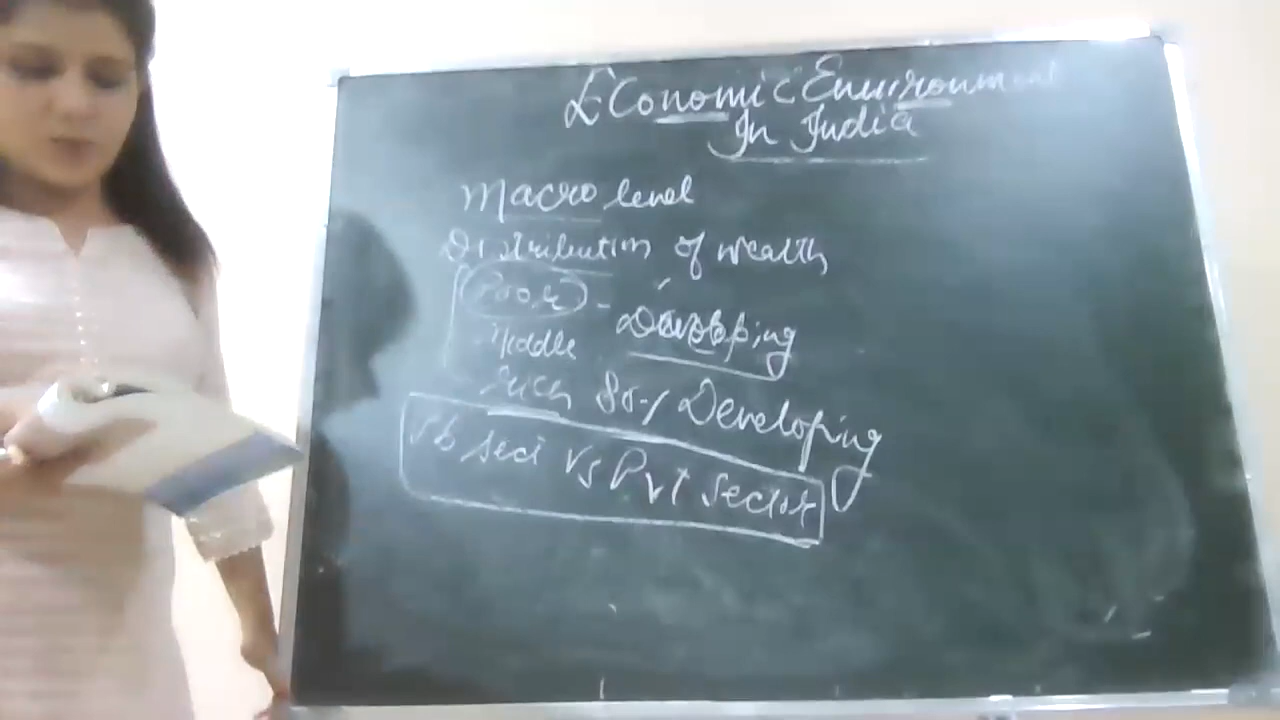 Economic Environment
In India
Macro level
Distribution of wealth
Poor - Developing
Middle
Rich 80% Developing
sect vs Pvt sector